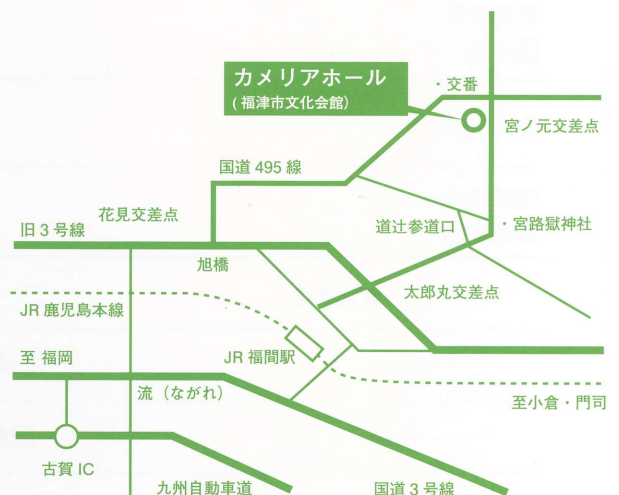 カメリアホール
(福津市文化会館)
・交番
宮ノ元交差点
国道495線
花見交差点
道辻参道口
・宮路獄神社
旧3号線
旭橋
太郎丸交差点
JR鹿児島本線
JR福間駅
至 福岡
流（ながれ）
至小倉・門司
古賀IC
九州自動車道
国道3号線